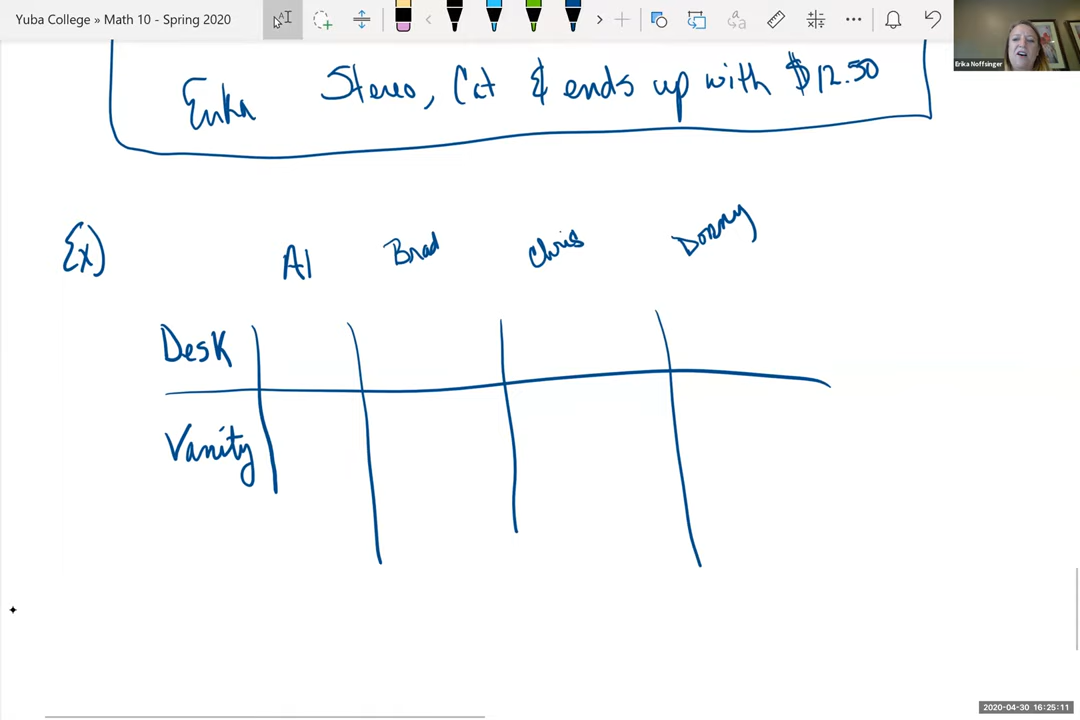 Yuba College » Math 10 - Spring 2020
Erika Noffsinger
Stereo, Cat & ends up with $12.50
Erika
Ex)
Al Brad Chris Donny
Desk
Vanity
2020-04-30 16:25:11